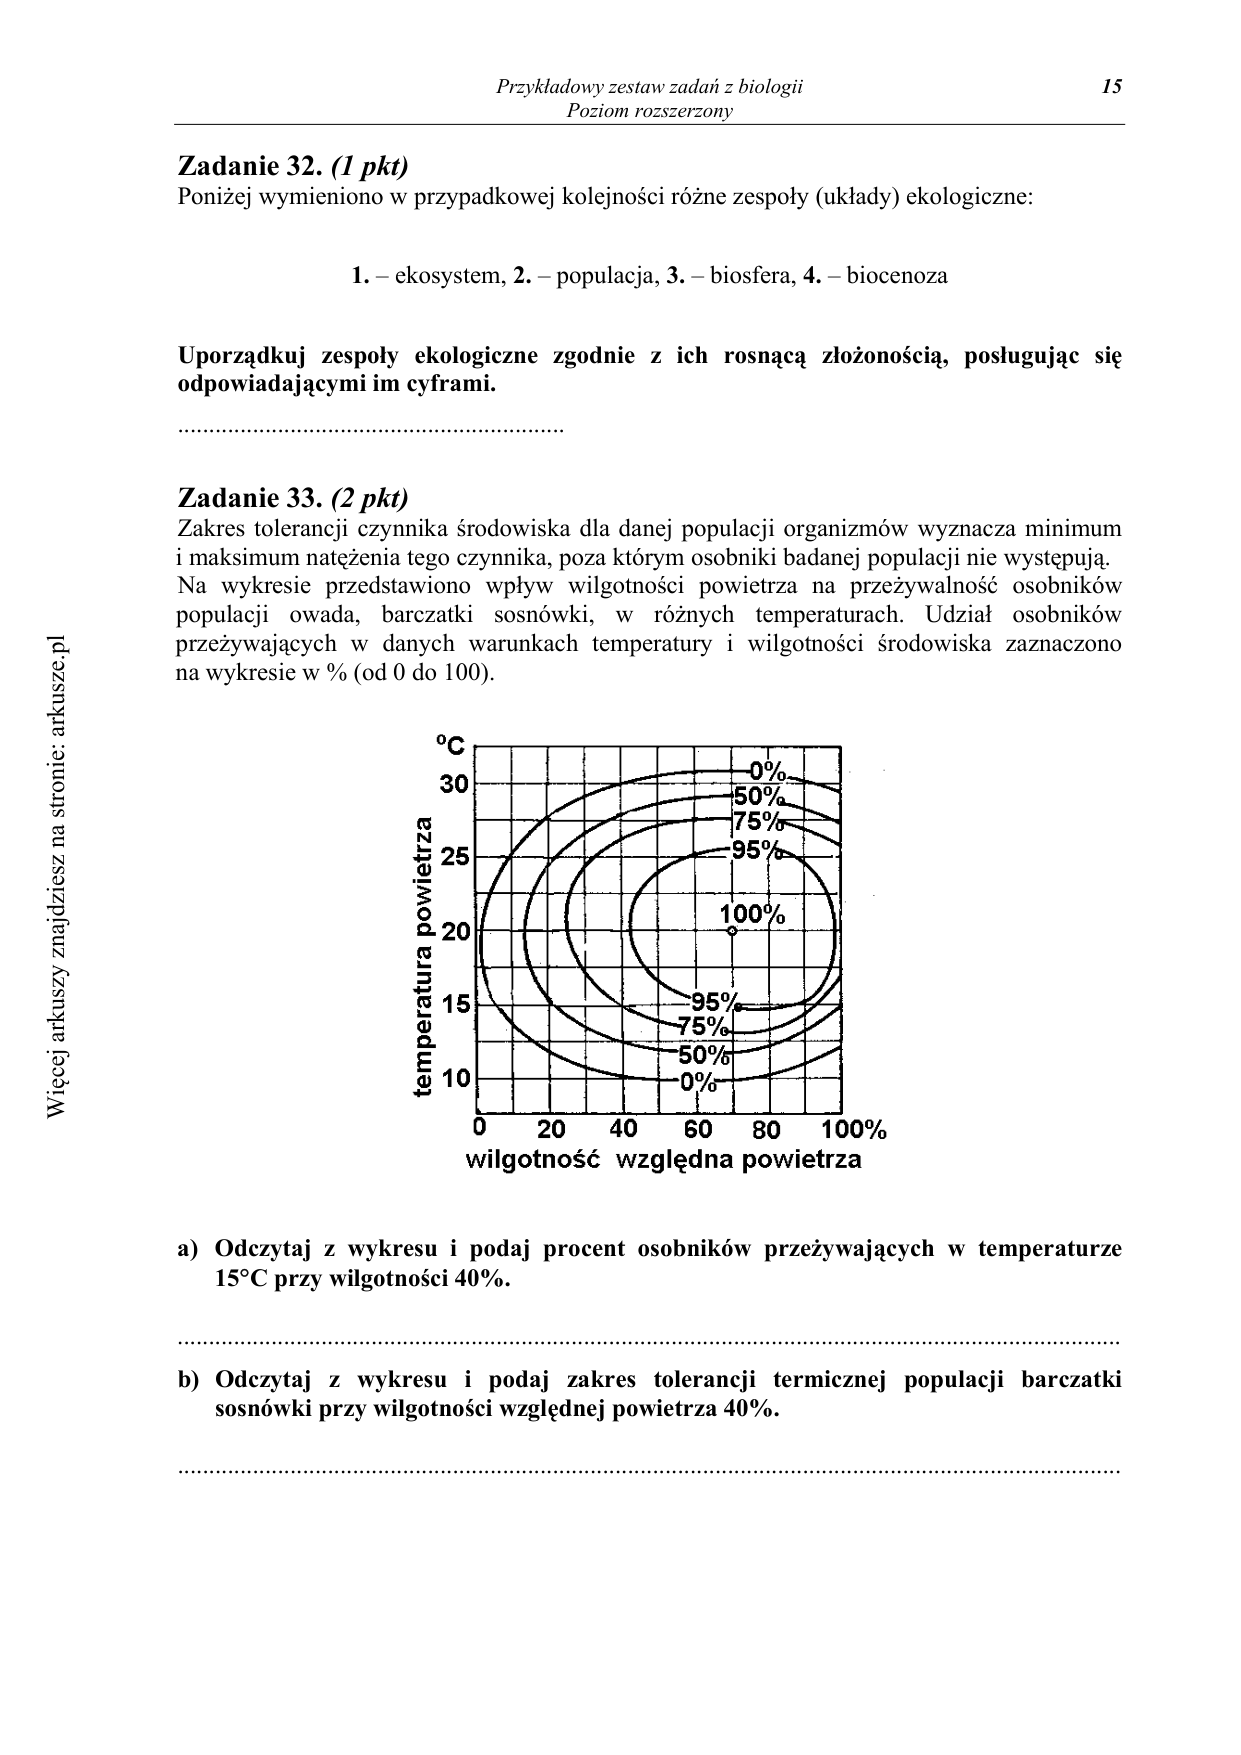 Przykładowy zestaw zadań z biologii
Poziom rozszerzony
15
Zadanie 32. (1 pkt)
Poniżej wymieniono w przypadkowej kolejności różne zespoły (układy) ekologiczne:
1. – ekosystem, 2. – populacja, 3. – biosfera, 4. – biocenoza
Uporządkuj zespoły ekologiczne zgodnie z ich rosnącą złożonością, posługując się
odpowiadającymi im cyframi.
..............................................................
Zadanie 33. (2 pkt)
Zakres tolerancji czynnika środowiska dla danej populacji organizmów wyznacza minimum
i maksimum natężenia tego czynnika, poza którym osobniki badanej populacji nie występują.
Na wykresie przedstawiono wpływ wilgotności powietrza na przeżywalność osobników
populacji owada, barczatki sosnówki, w różnych temperaturach. Udział osobników
przeżywających w danych warunkach temperatury i wilgotności środowiska zaznaczono
na wykresie w % (od 0 do 100).
°C
30
25
20
15
10
temperatura powietrza
0%
50%
75%
95%
100%
95%
75%
50%
0%
0 20 40 60 80 100%
wilgotność względna powietrza
a) Odczytaj z wykresu i podaj procent osobników przeżywających w temperaturze
15°C przy wilgotności 40%.
.......................................................................................................................................................
b) Odczytaj z wykresu i podaj zakres tolerancji termicznej populacji barczatki
sosnówki przy wilgotności względnej powietrza 40%.
.......................................................................................................................................................
Więcej arkuszy znajdziesz na stronie: arkusze.pl